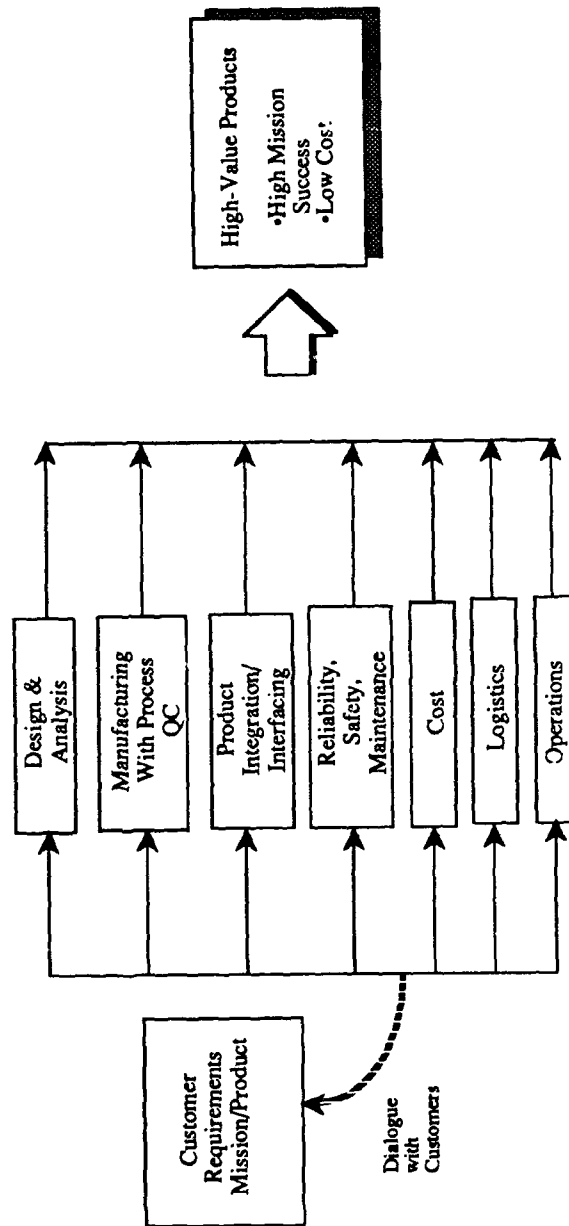 Customer
Requirements
Mission/Product
Dialogue
with
Customers
Design &
Analysis
Manufacturing
With Process
QC
Product
Integration/
Interfacing
Reliability,
Safety,
Maintenance
Cost
Logistics
Operations
High-Value Products
•High Mission
Success
•Low Cost